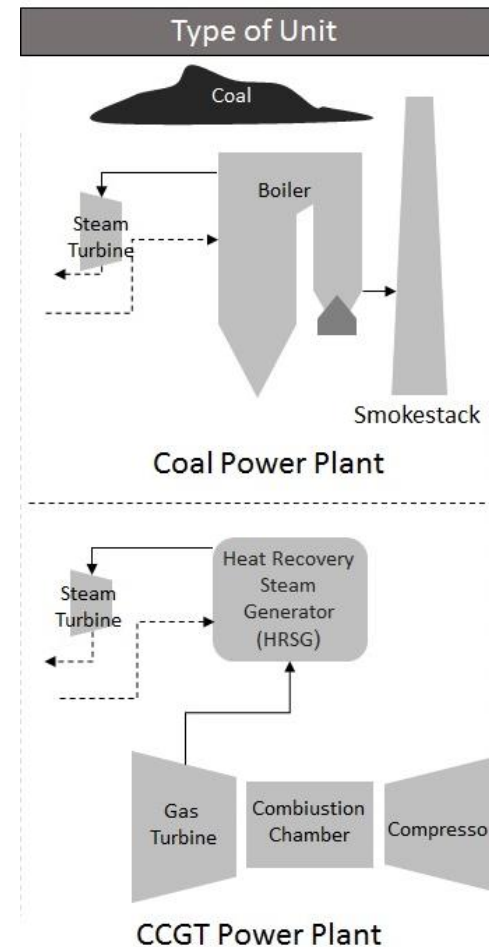 Type of Unit
Coal
Boiler
Steam
Turbine
Smokestack
Coal Power Plant
Heat Recovery
Steam
Generator
(HRSG)
Steam
Turbine
Gas
Turbine
Combiustion
Chamber
Compresso
CCGT Power Plant